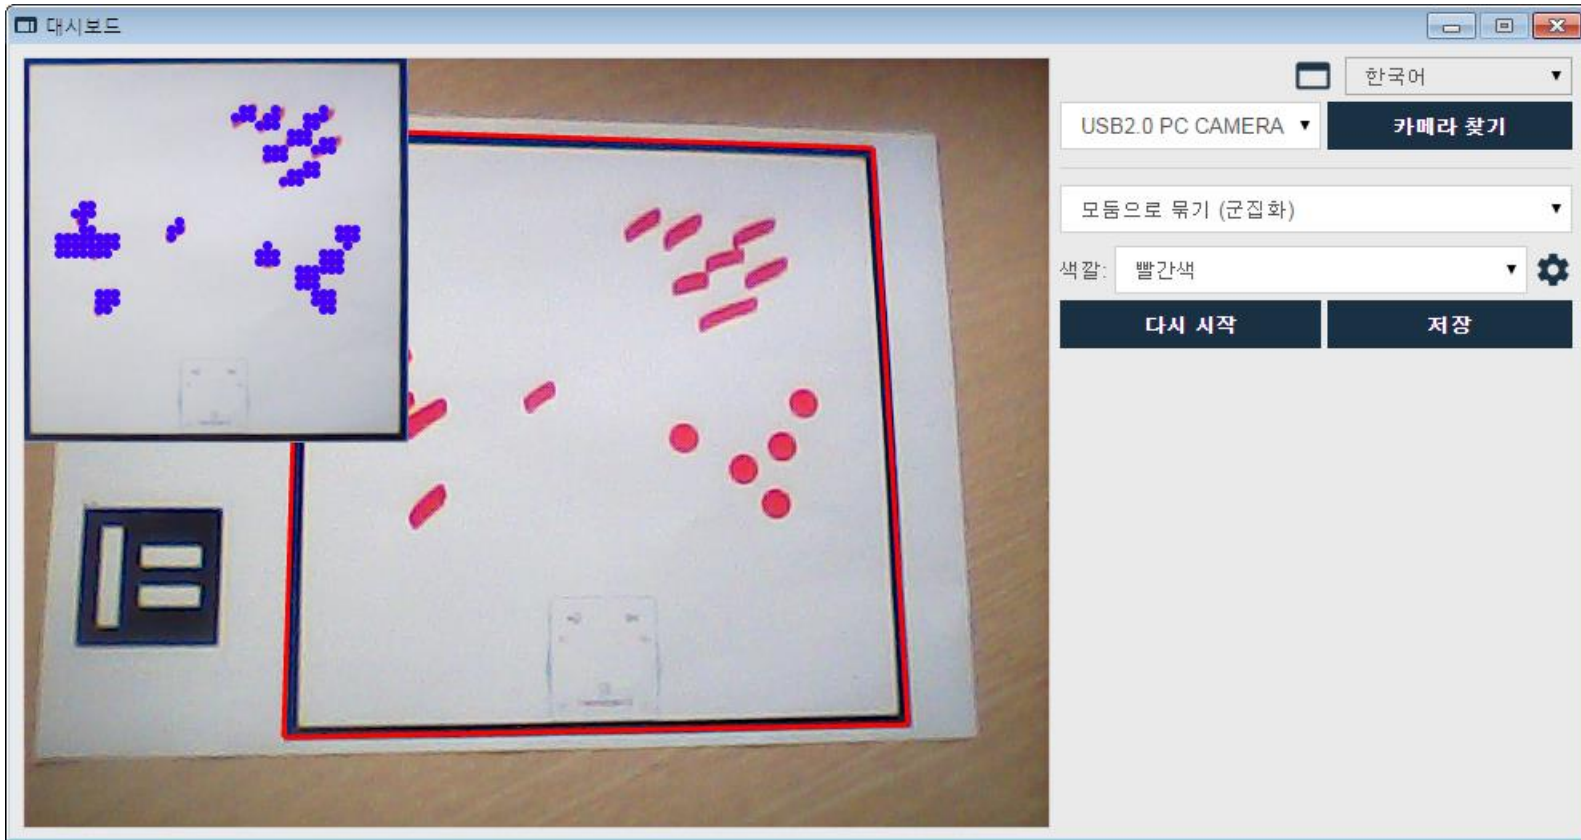 대시보드
한국어
USB2.0 PC CAMERA
카메라 찾기
모둠으로 묶기 (군집화)
색깔: 빨간색
다시 시작
저장